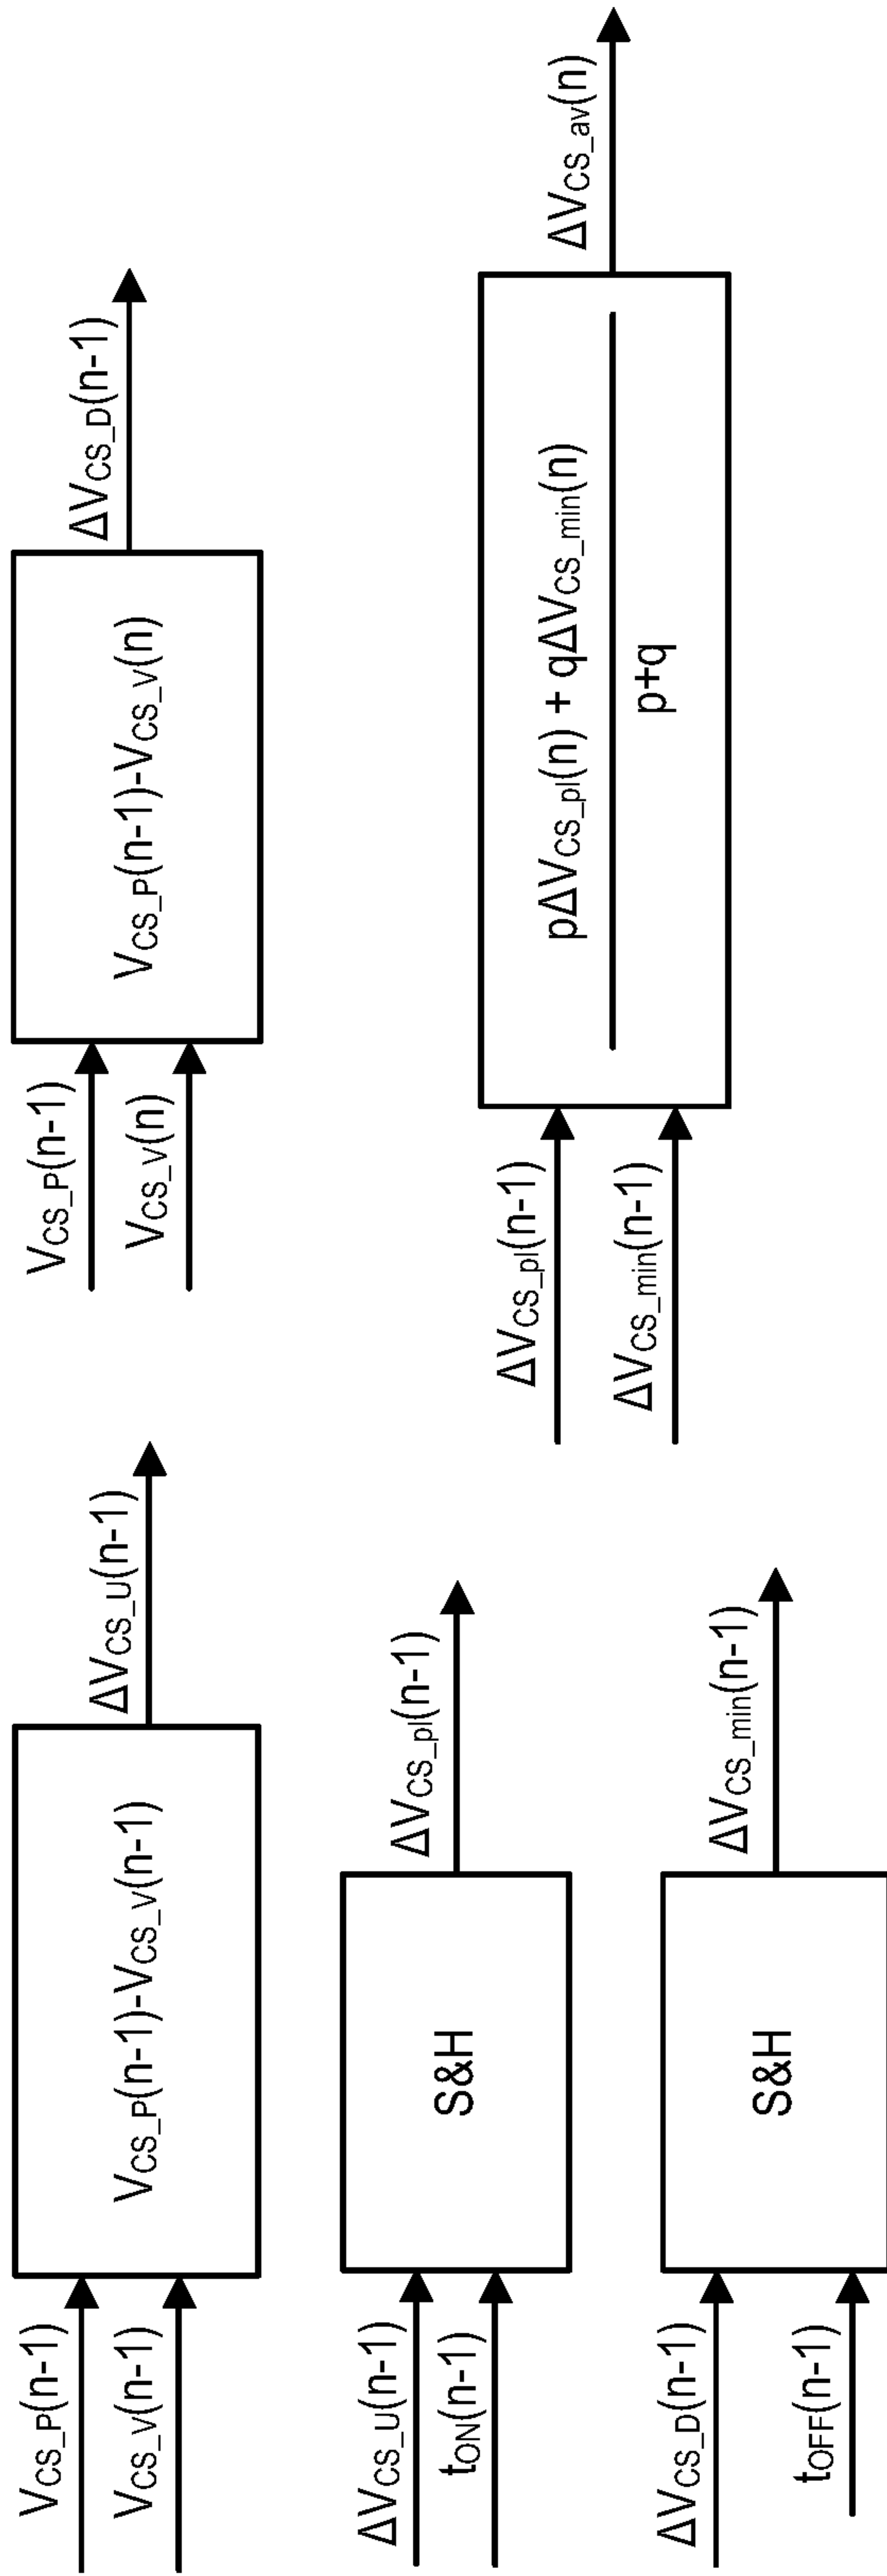 VCS_P(n-1)
VCS_V(n-1)
VCS_P(n-1)-VCS_V(n-1)
ΔVCS_U(n-1)
VCS_P(n-1)
VCS_V(n)
VCS_P(n-1)-VCS_V(n)
ΔVCS_D(n-1)
ΔVCS_U(n-1)
tON(n-1)
S&H
ΔVCS_pl(n-1)
ΔVCS_D(n-1)
tOFF(n-1)
S&H
ΔVCS_min(n-1)
ΔVCS_pl(n-1)
ΔVCS_min(n-1)
pΔVCS_pl(n) + qΔVCS_min(n)
p+q
ΔVCS_av(n)